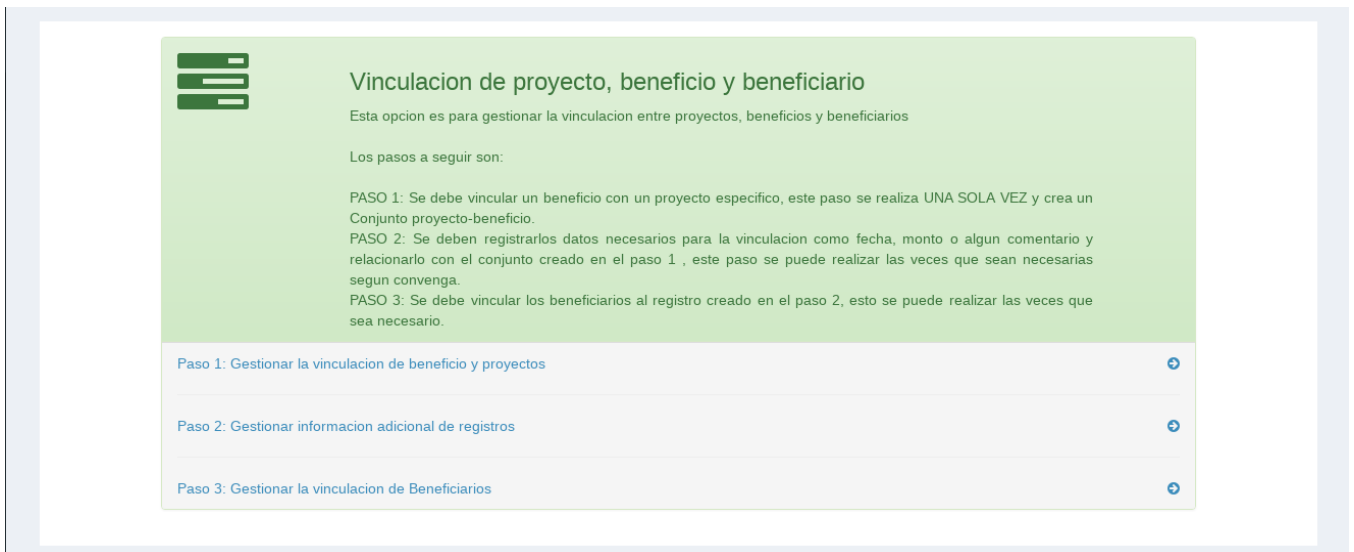 Vinculacion de proyecto, beneficio y beneficiario
Esta opcion es para gestionar la vinculacion entre proyectos, beneficios y beneficiarios
Los pasos a seguir son:
PASO 1: Se debe vincular un beneficio con un proyecto especifico, este paso se realiza UNA SOLA VEZ y crea un
Conjunto proyecto-beneficio.
PASO 2: Se deben registrarlos datos necesarios para la vinculacion como fecha, monto o algun comentario y
relacionarlo con el conjunto creado en el paso 1 , este paso se puede realizar las veces que sean necesarias
segun convenga.
PASO 3: Se debe vincular los beneficiarios al registro creado en el paso 2, esto se puede realizar las veces que
sea necesario.
Paso 1: Gestionar la vinculacion de beneficio y proyectos
Paso 2: Gestionar informacion adicional de registros
Paso 3: Gestionar la vinculacion de Beneficiarios